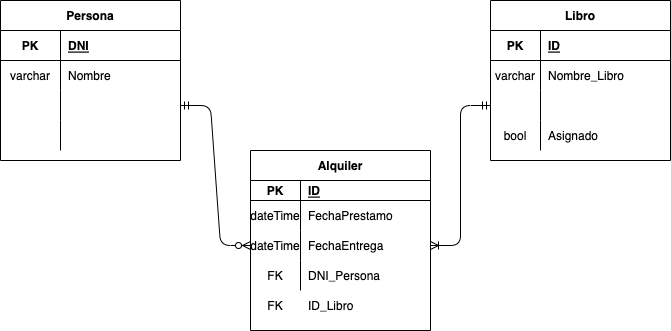 Persona
PK DNI
varchar Nombre
Libro
PK ID
varchar Nombre_Libro
bool Asignado
Alquiler
PK ID
dateTime FechaPrestamo
dateTime FechaEntrega
FK DNI_Persona
FK ID_Libro